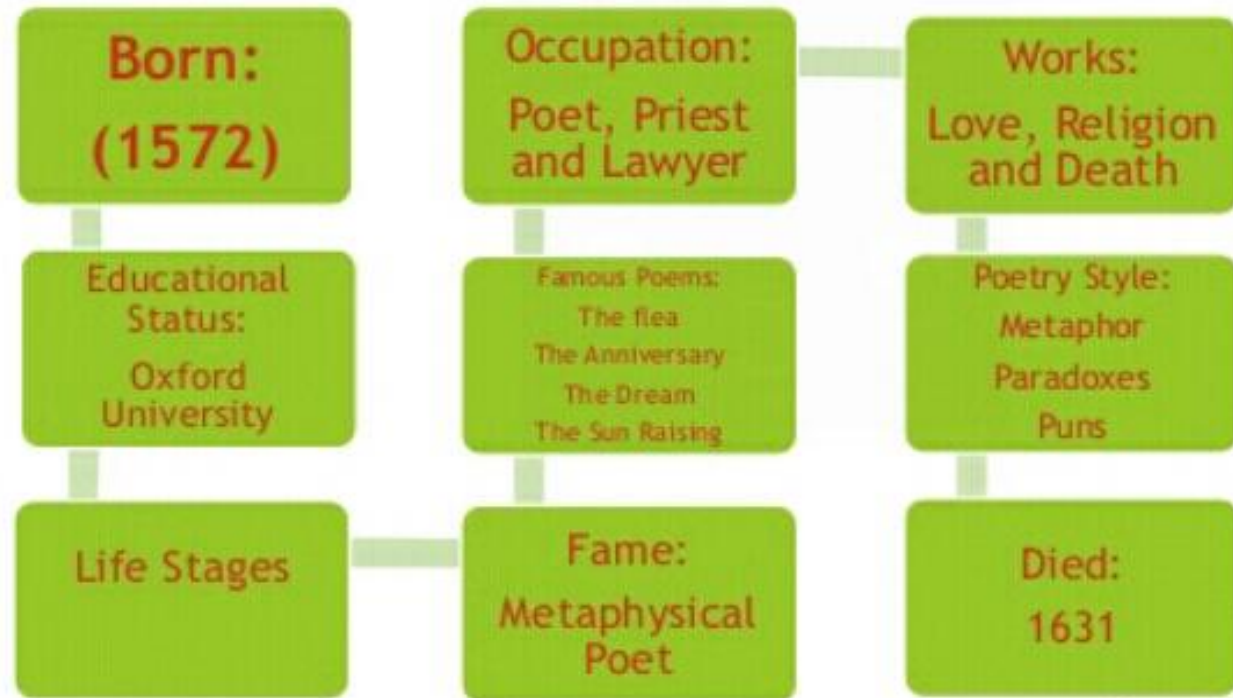 Born:
(1572)
Educational
Status:
Oxford
University
Life Stages
Fame:
Metaphysical
Poet
Famous Poems:
The flea
The Anniversary
The Dream
The Sun Raising
Occupation:
Poet, Priest
and Lawyer
Works:
Love, Religion
and Death
Poetry Style:
Metaphor
Paradoxes
Puns
Died:
1631